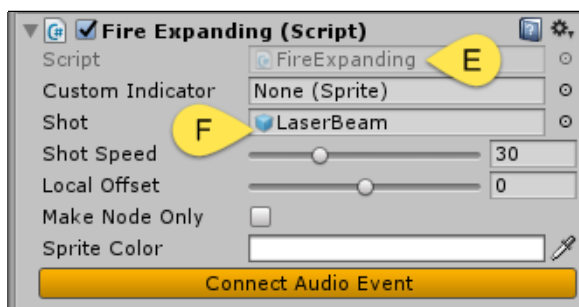 Fire Expanding (Script)
Script FireExpanding E
Custom Indicator None (Sprite)
Shot F LaserBeam
Shot Speed 30
Local Offset 0
Make Node Only
Sprite Color
Connect Audio Event